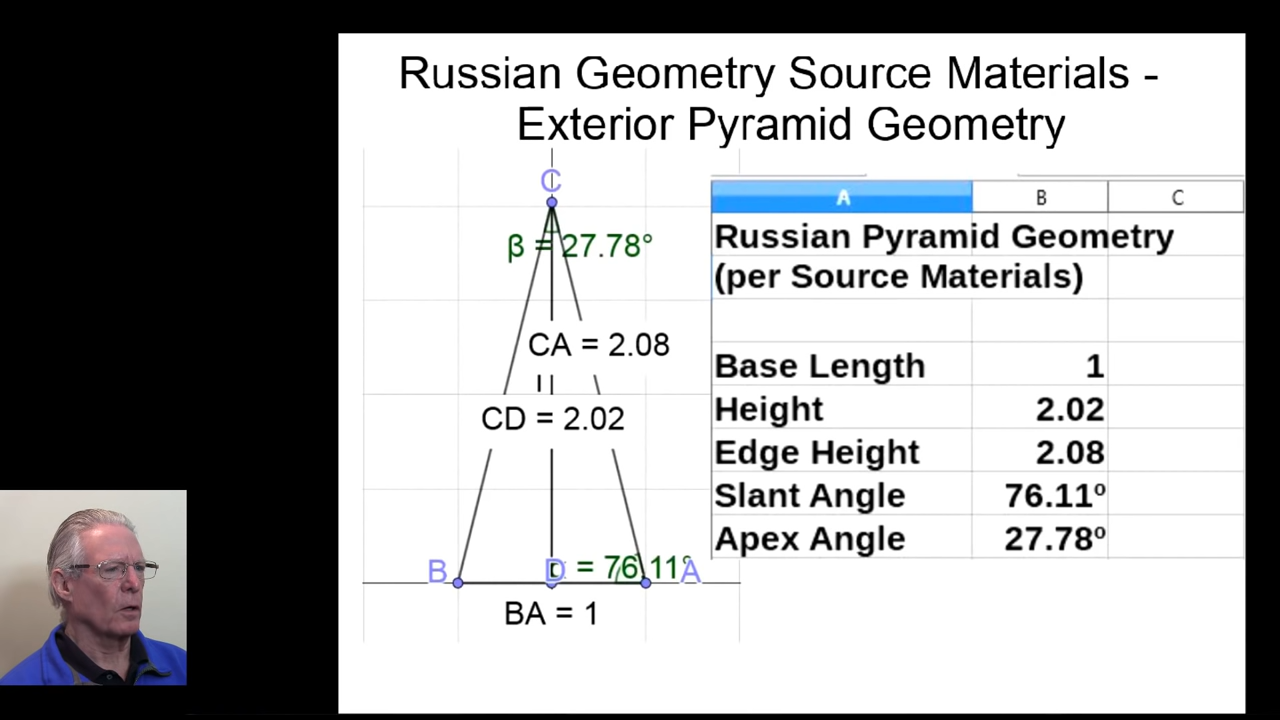 Russian Geometry Source Materials -
Exterior Pyramid Geometry
C
β = 27.78°
CA = 2.08
CD = 2.02
B
D
= 76.11°
A
BA = 1
A B C
Russian Pyramid Geometry
(per Source Materials)
Base Length 1
Height 2.02
Edge Height 2.08
Slant Angle 76.11º
Apex Angle 27.78º